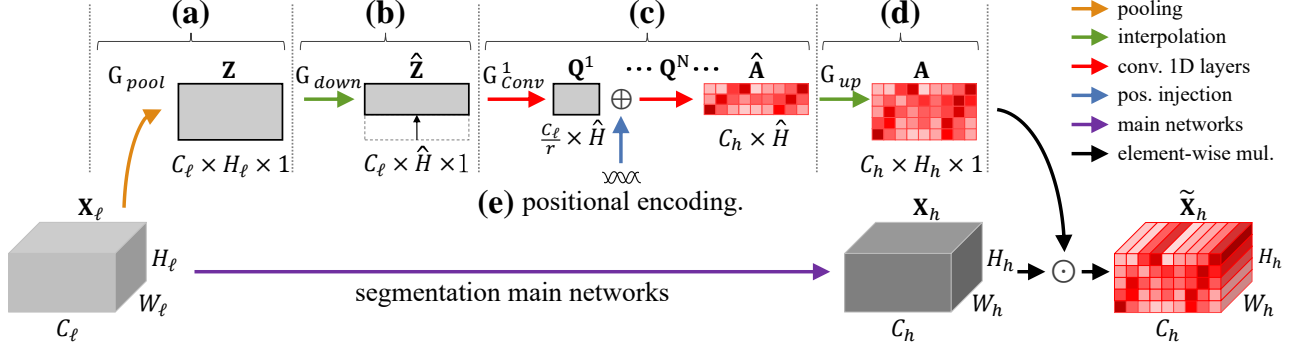 (a) (b) (c) (d)
G_pool Z
C_ℓ × H_ℓ × 1
G_down Ẑ
C_ℓ × Ĥ × 1
G^1_Conv Q^1 ⋯ Q^N ⋯ Â
⊕
C_ℓ/r × Ĥ
C_h × Ĥ
G_up A
C_h × H_h × 1
(e) positional encoding.
pooling
interpolation
conv. 1D layers
pos. injection
main networks
element-wise mul.
X_ℓ
H_ℓ
W_ℓ
C_ℓ
segmentation main networks
X_h
H_h
W_h
C_h
⊙
X̃_h
H_h
W_h
C_h